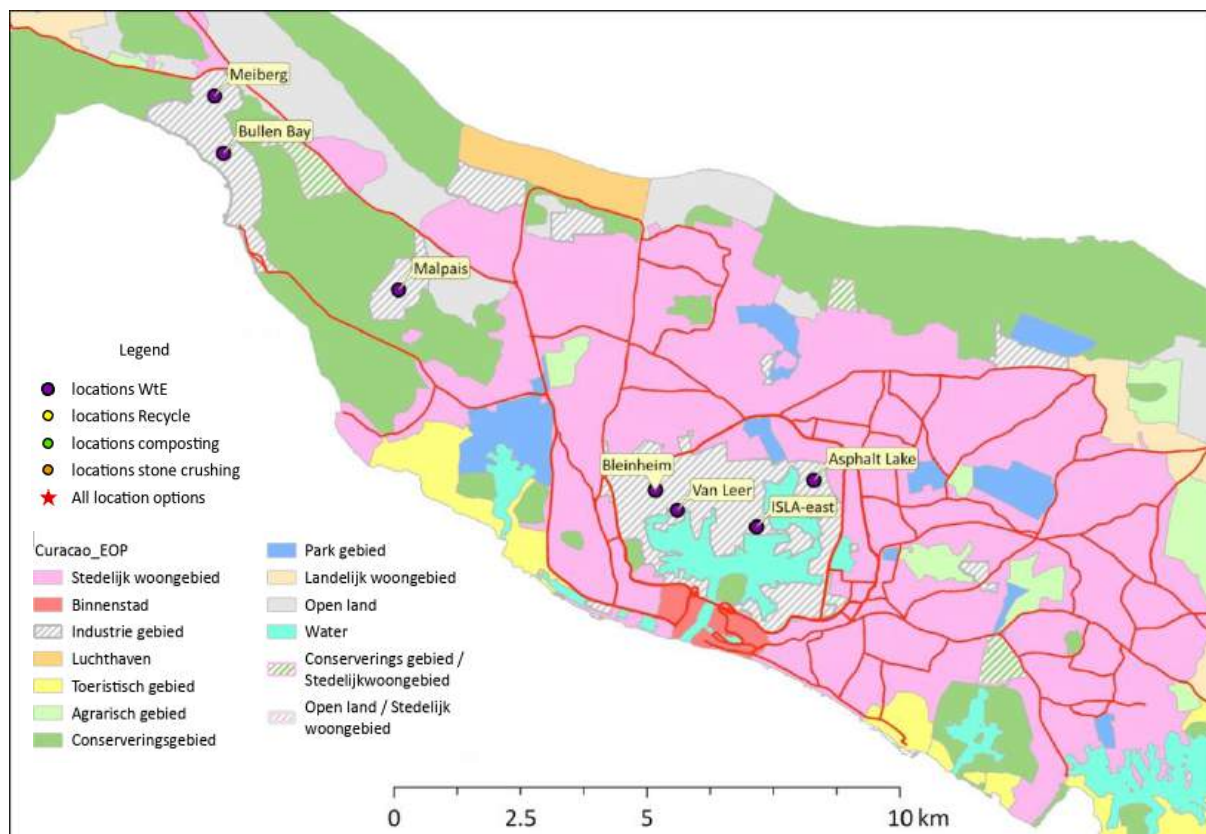 Meiberg
Bullen Bay
Malpais
Bleinheim
Van Leer
Asphalt Lake
ISLA-east
Legend
locations WtE
locations Recycle
locations composting
locations stone crushing
All location options
Curacao_EOP
Stedelijk woongebied
Binnenstad
Industrie gebied
Luchthaven
Toeristisch gebied
Agrarisch gebied
Conserveringsgebied
Park gebied
Landelijk woongebied
Open land
Water
Conserverings gebied /
Stedelijkwoongebied
Open land / Stedelijk
woongebied
0 2.5 5 10 km